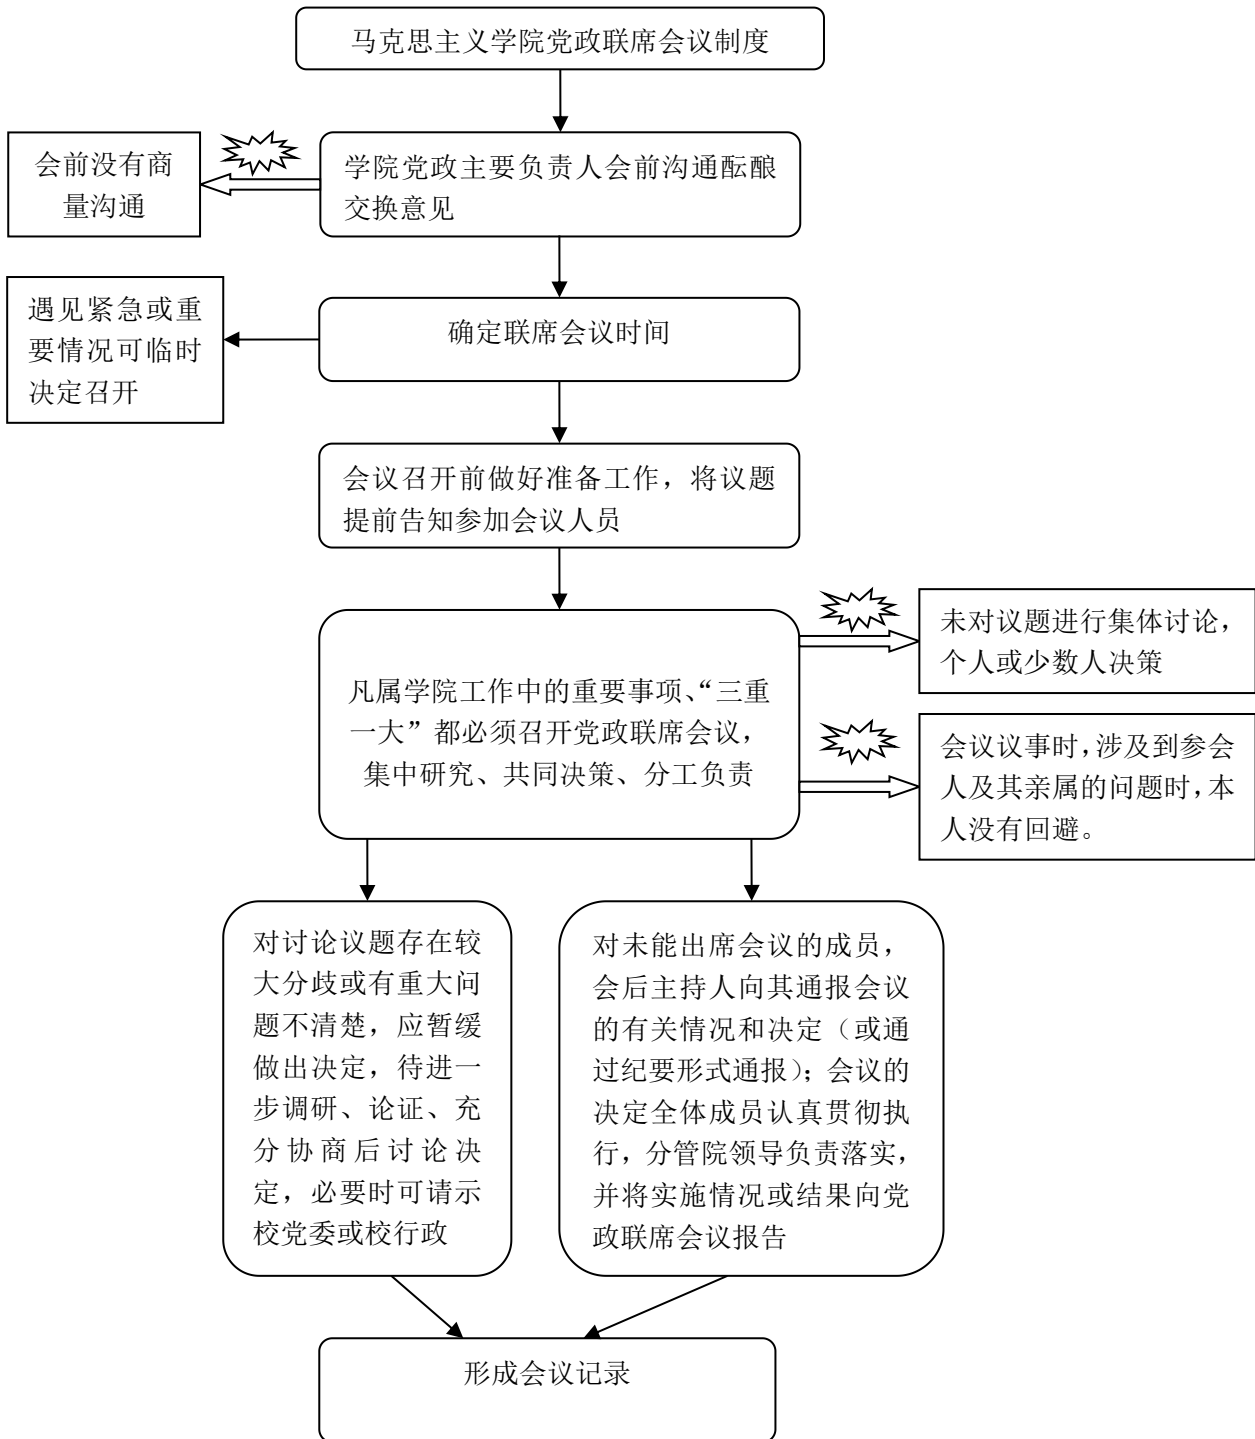 马克思主义学院党政联席会议制度
会前没有商
量沟通
学院党政主要负责人会前沟通酝酿
交换意见
遇见紧急或重
要情况可临时
决定召开
确定联席会议时间
会议召开前做好准备工作，将议题
提前告知参加会议人员
凡属学院工作中的重要事项、“三重
一大”都必须召开党政联席会议，
集中研究、共同决策、分工负责
未对议题进行集体讨论，
个人或少数人决策
会议议事时，涉及到参会
人及其亲属的问题时，本
人没有回避。
对讨论议题存在较
大分歧或有重大问
题不清楚，应暂缓
做出决定，待进一
步调研、论证、充
分协商后讨论决
定，必要时可请示
校党委或校行政
对未能出席会议的成员，
会后主持人向其通报会议
的有关情况和决定（或通
过纪要形式通报）；会议的
决定全体成员认真贯彻执
行，分管院领导负责落实，
并将实施情况或结果向党
政联席会议报告
形成会议记录